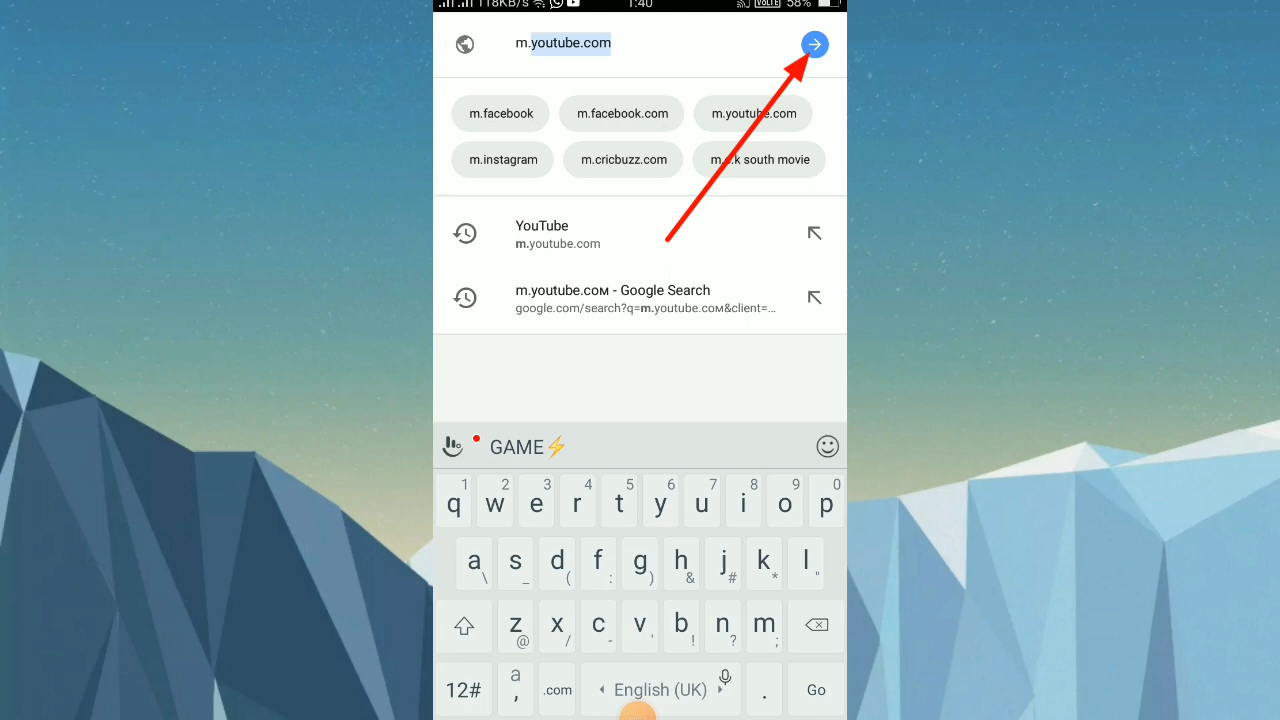 118KB/s 1:40 VoLTE 58%
m.youtube.com
m.facebook m.facebook.com m.youtube.com
m.instagram m.cricbuzz.com south movie
YouTube
m.youtube.com
m.youtube.coм - Google Search
google.com/search?q=m.youtube.coм&client=...
GAME⚡
1 2 3 4 5 6 7 8 9 0
q w e r t y u i o p
a s d f g h j k l
\ _ ( : ) & # * "
z x c v b n m
@ / - ' ! ? ;
12# a , .com English (UK) . Go